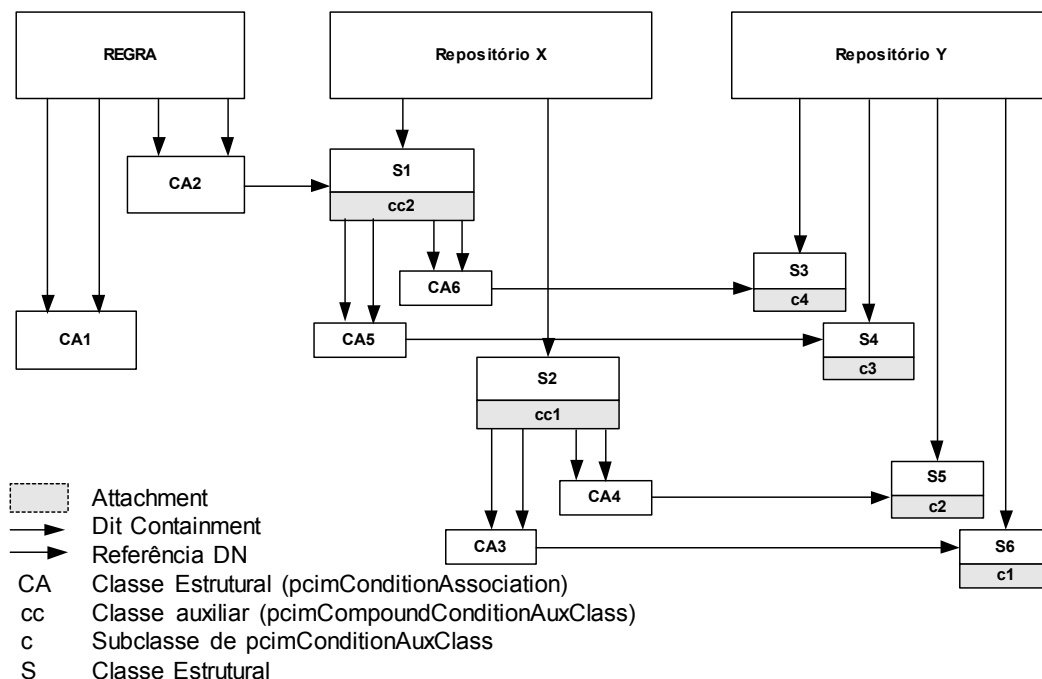 REGRA
Repositório X
Repositório Y
CA2
S1
cc2
CA6
S3
c4
CA1
CA5
S4
c3
S2
cc1
CA4
S5
c2
CA3
S6
c1
Attachment
Dit Containment
Referência DN
CA Classe Estrutural (pcimConditionAssociation)
cc Classe auxiliar (pcimCompoundConditionAuxClass)
c Subclasse de pcimConditionAuxClass
S Classe Estrutural